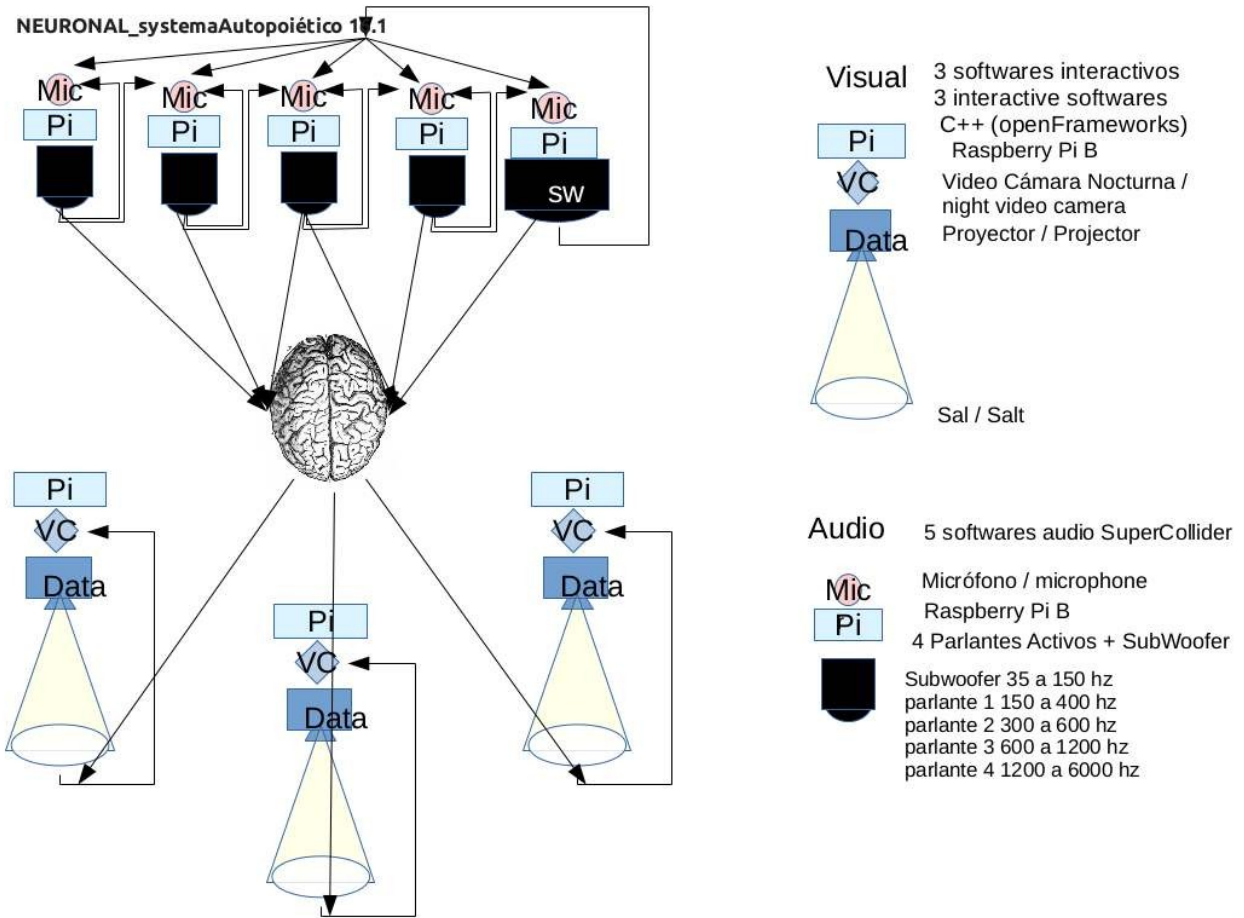 NEURONAL_systemaAutopoiético 16.1
Mic
Mic
Mic
Mic
Mic
Pi
Pi
Pi
Pi
Pi
sw
Pi
VC
Data
Pi
VC
Data
Pi
VC
Data
Visual
3 softwares interactivos
3 interactive softwares
C++ (openFrameworks)
Pi
Raspberry Pi B
VC
Video Cámara Nocturna /
night video camera
Data
Proyector / Projector
Sal / Salt
Audio
5 softwares audio SuperCollider
Mic
Micrófono / microphone
Pi
Raspberry Pi B
4 Parlantes Activos + SubWoofer
Subwoofer 35 a 150 hz
parlante 1 150 a 400 hz
parlante 2 300 a 600 hz
parlante 3 600 a 1200 hz
parlante 4 1200 a 6000 hz